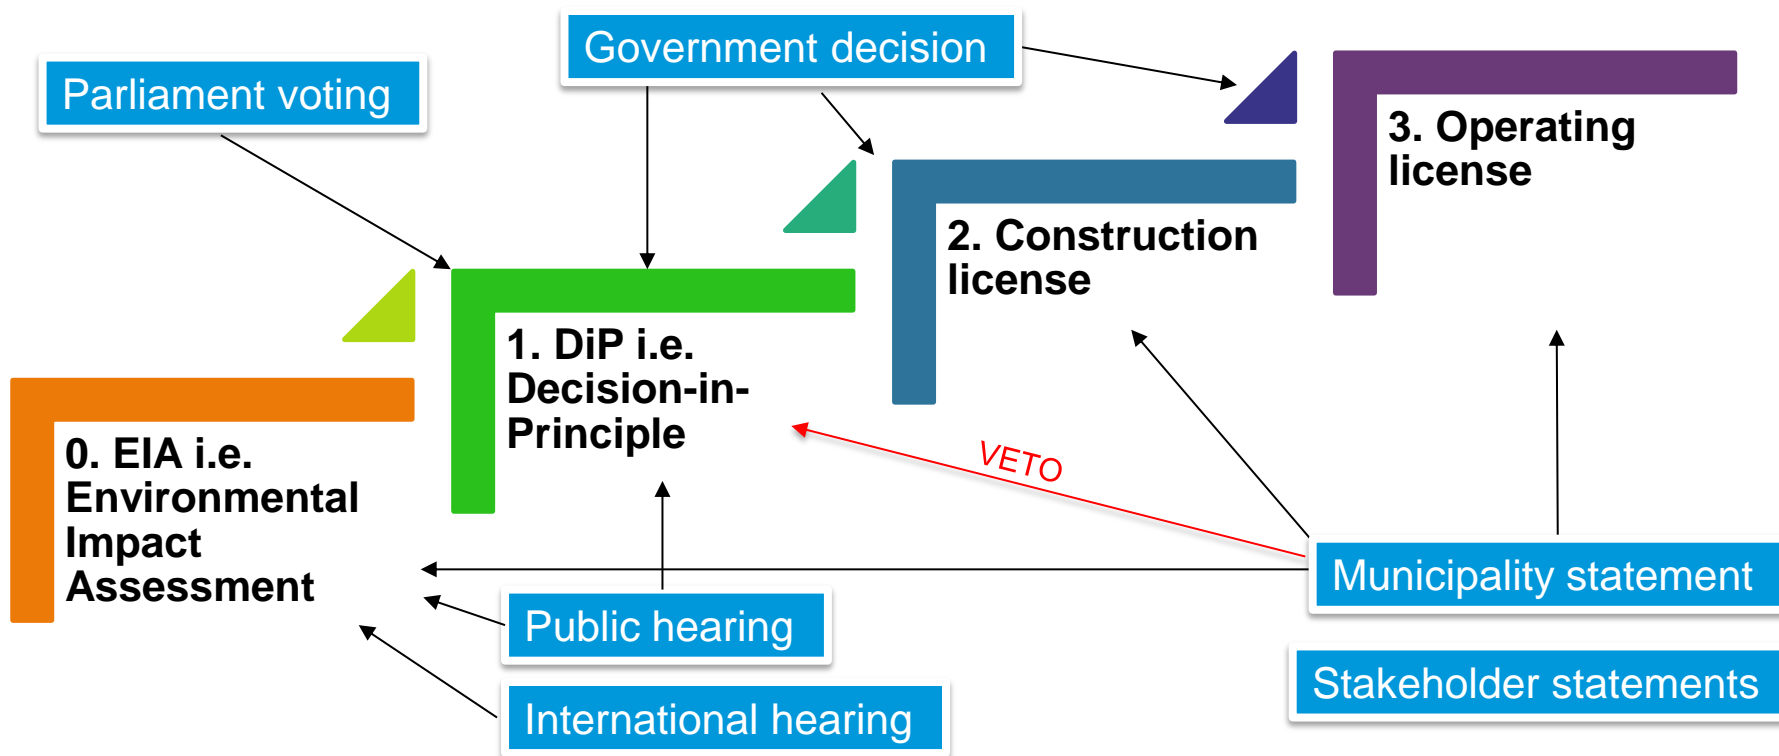 Government decision
Parliament voting
3. Operating
license
2. Construction
license
1. DiP i.e.
Decision-in-
Principle
0. EIA i.e.
Environmental
Impact
Assessment
VETO
Municipality statement
Public hearing
Stakeholder statements
International hearing